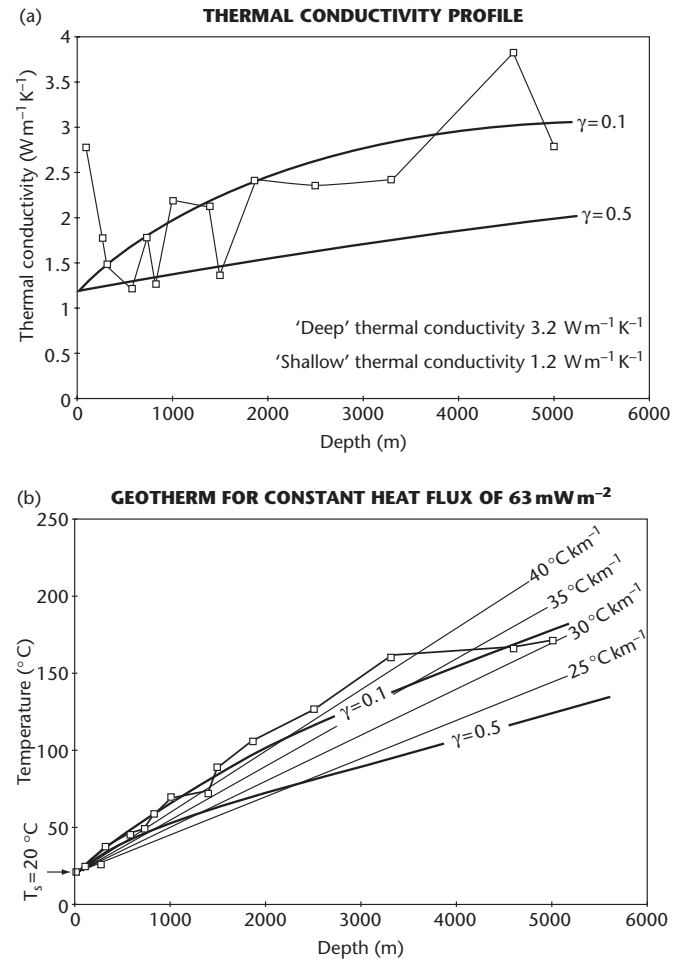 (a) THERMAL CONDUCTIVITY PROFILE
4
3.5
3
2.5
2
1.5
1
0.5
0
Thermal conductivity (W m⁻¹ K⁻¹)
γ=0.1
γ=0.5
'Deep' thermal conductivity 3.2 W m⁻¹ K⁻¹
'Shallow' thermal conductivity 1.2 W m⁻¹ K⁻¹
0 1000 2000 3000 4000 5000 6000
Depth (m)
(b) GEOTHERM FOR CONSTANT HEAT FLUX OF 63 mW m⁻²
250
200
150
100
50
0
Temperature (°C)
Tₛ = 20 °C
40 °C km⁻¹
35 °C km⁻¹
30 °C km⁻¹
25 °C km⁻¹
γ=0.1
γ=0.5
0 1000 2000 3000 4000 5000 6000
Depth (m)